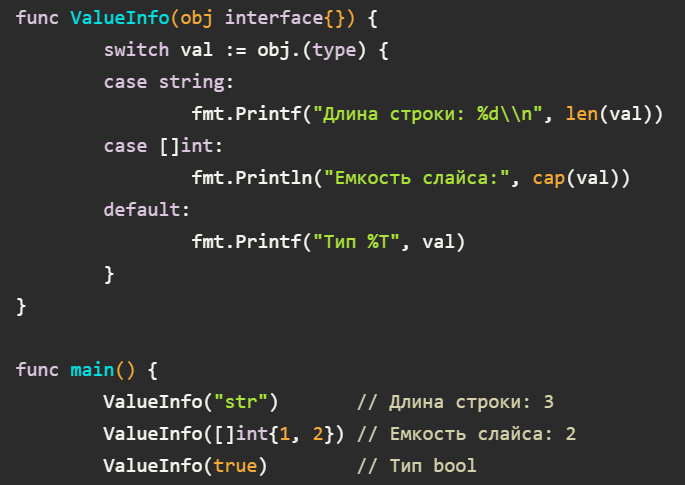 func ValueInfo(obj interface{}) {
switch val := obj.(type) {
case string:
fmt.Printf("Длина строки: %d\\n", len(val))
case []int:
fmt.Println("Емкость слайса:", cap(val))
default:
fmt.Printf("Тип %T", val)
}
}
func main() {
ValueInfo("str") // Длина строки: 3
ValueInfo([]int{1, 2}) // Емкость слайса: 2
ValueInfo(true) // Тип bool